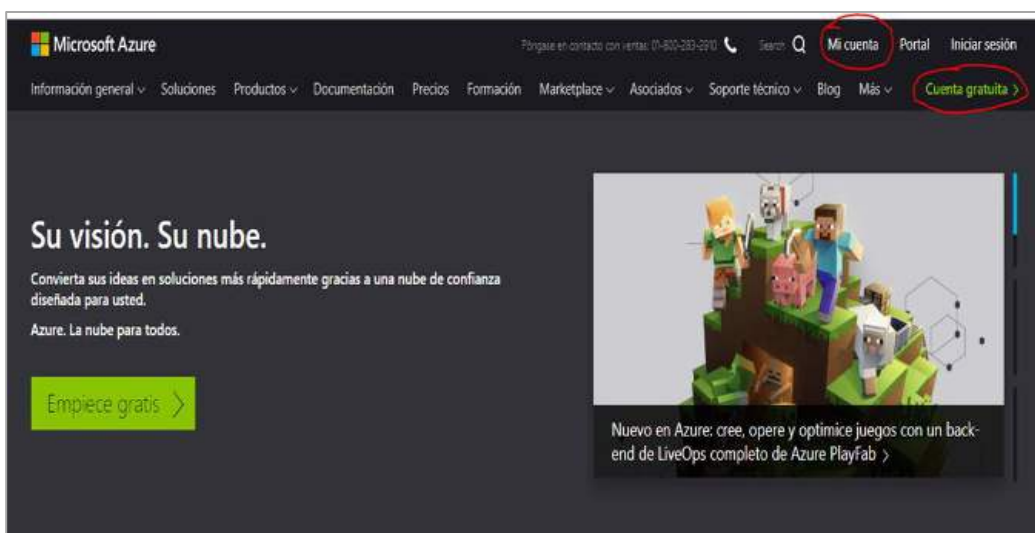 Microsoft Azure
Póngase en contacto con ventas: 01-800-283-2910 Search Mi cuenta Portal Iniciar sesión
Información general Soluciones Productos Documentación Precios Formación Marketplace Asociados Soporte técnico Blog Más Cuenta gratuita >
Su visión. Su nube.
Convierta sus ideas en soluciones más rápidamente gracias a una nube de confianza
diseñada para usted.
Azure. La nube para todos.
Empiece gratis >
Nuevo en Azure: cree, opere y optimice juegos con un back-
end de LiveOps completo de Azure PlayFab >